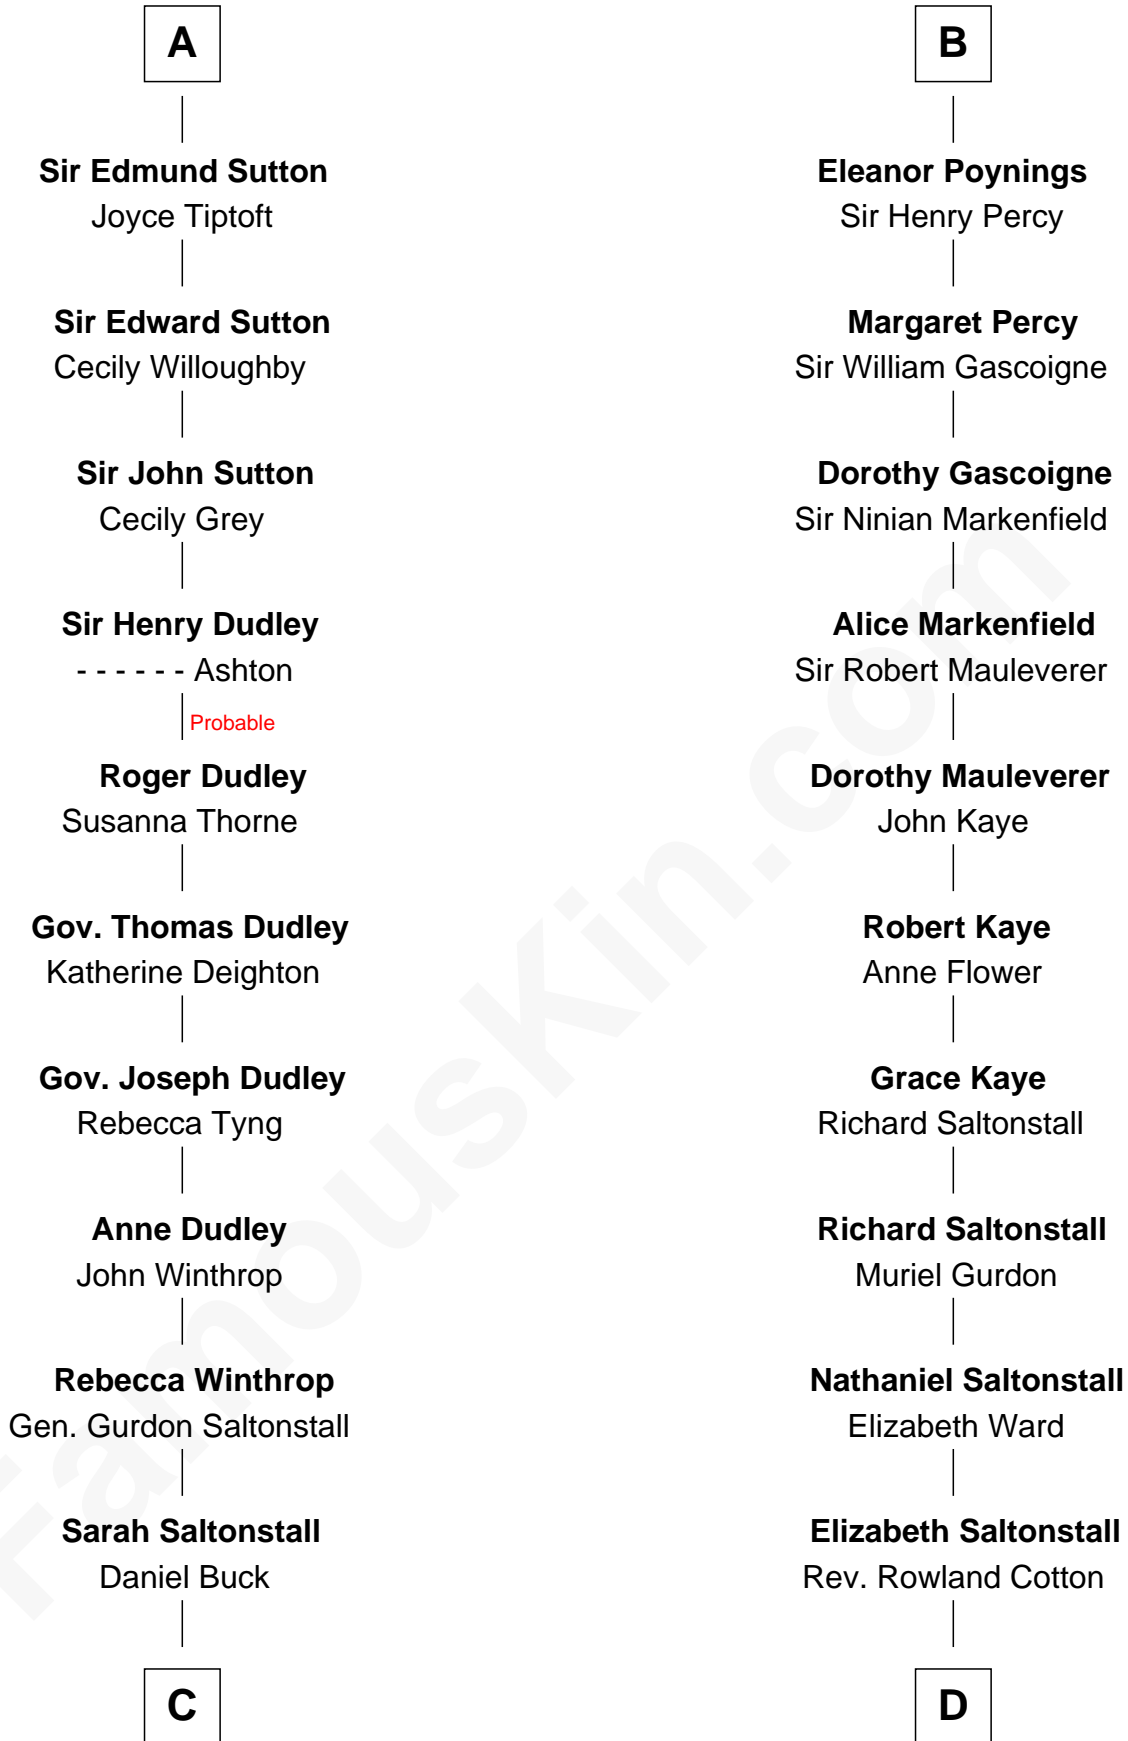 A
Sir Edmund Sutton
Joyce Tiptoft
Sir Edward Sutton
Cecily Willoughby
Sir John Sutton
Cecily Grey
Sir Henry Dudley
- - - - - - Ashton
Probable
Roger Dudley
Susanna Thorne
Gov. Thomas Dudley
Katherine Deighton
Gov. Joseph Dudley
Rebecca Tyng
Anne Dudley
John Winthrop
Rebecca Winthrop
Gen. Gurdon Saltonstall
Sarah Saltonstall
Daniel Buck
C
B
Eleanor Poynings
Sir Henry Percy
Margaret Percy
Sir William Gascoigne
Dorothy Gascoigne
Sir Ninian Markenfield
Alice Markenfield
Sir Robert Mauleverer
Dorothy Mauleverer
John Kaye
Robert Kaye
Anne Flower
Grace Kaye
Richard Saltonstall
Richard Saltonstall
Muriel Gurdon
Nathaniel Saltonstall
Elizabeth Ward
Elizabeth Saltonstall
Rev. Rowland Cotton
D
FamousKin.com